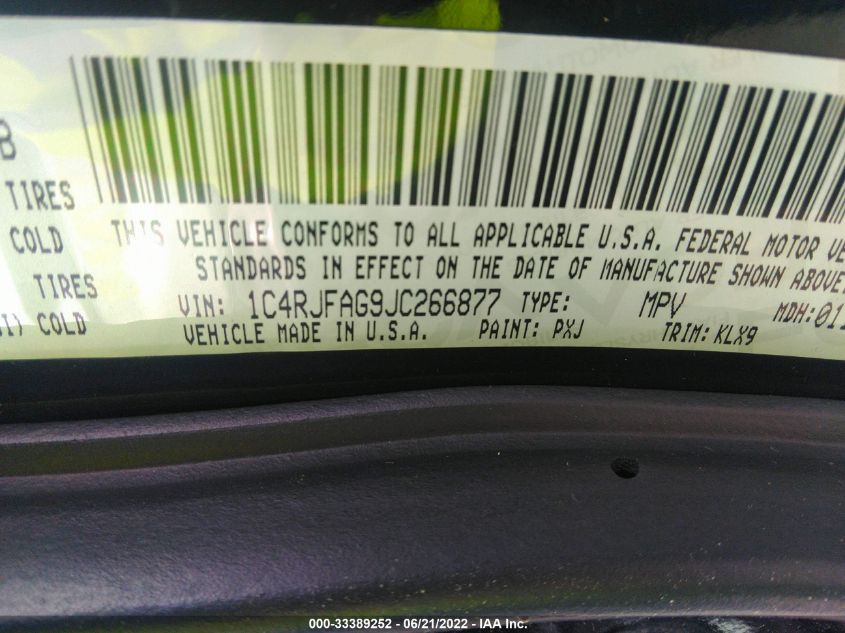 B
TIRES
COLD
TIRES
COLD
THIS VEHICLE CONFORMS TO ALL APPLICABLE U.S.A. FEDERAL MOTOR VE
STANDARDS IN EFFECT ON THE DATE OF MANUFACTURE SHOWN ABOVE
VIN: 1C4RJFAG9JC266877 TYPE: MPV MDH:011
VEHICLE MADE IN U.S.A. PAINT: PXJ TRIM: KLX9
000-33389252 - 06/21/2022 - IAA Inc.